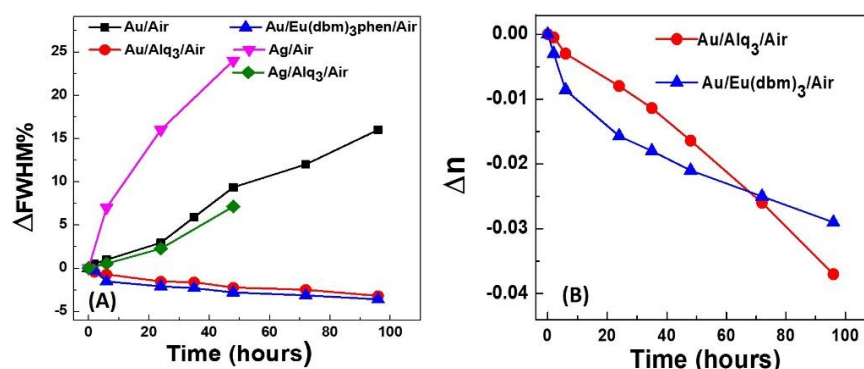 Au/Air
Au/Eu(dbm)₃phen/Air
Au/Alq₃/Air
Ag/Air
Ag/Alq₃/Air
25
20
15
10
5
0
-5
ΔFWHM%
(A)
0 20 40 60 80 100
Time (hours)
Au/Alq₃/Air
Au/Eu(dbm)₃/Air
0.00
-0.01
-0.02
-0.03
-0.04
Δn
(B)
0 20 40 60 80 100
Time (hours)